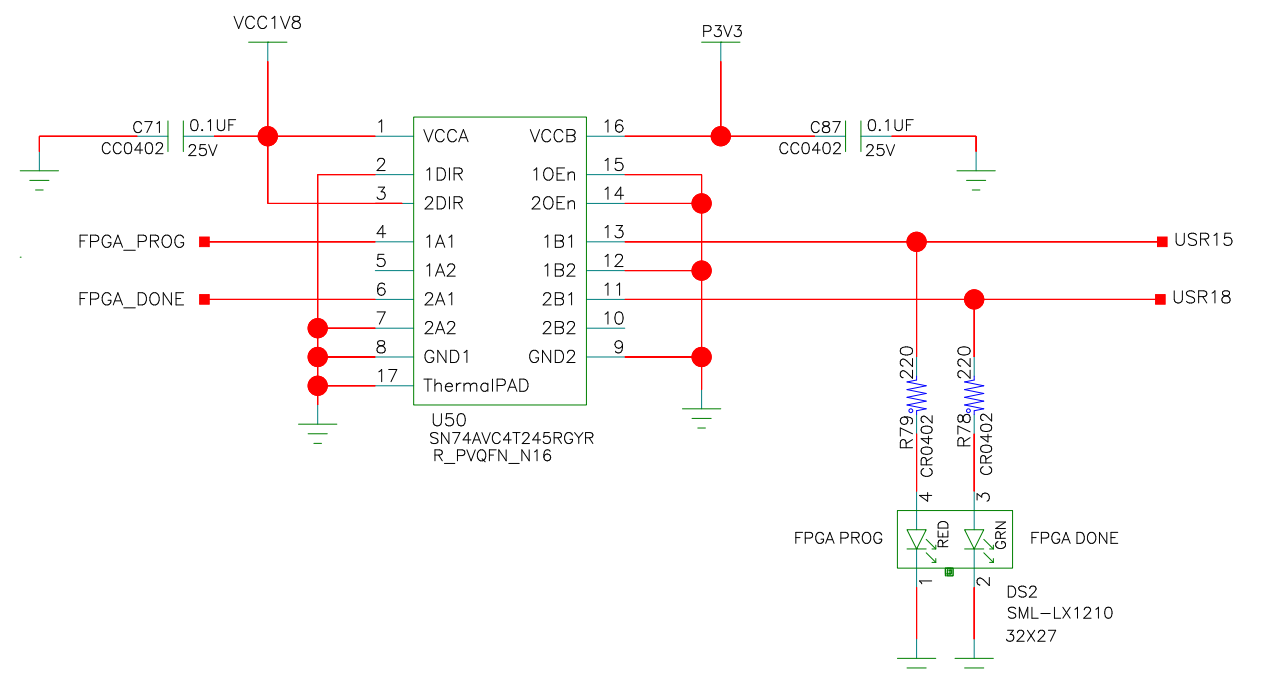 VCC1V8
P3V3
C71
0.1UF
CC0402
25V
C87
0.1UF
CC0402
25V
1
VCCA
VCCB
16
2
1DIR
1OEn
15
3
2DIR
2OEn
14
FPGA_PROG
4
1A1
1B1
13
USR15
5
1A2
1B2
12
FPGA_DONE
6
2A1
2B1
11
USR18
7
2A2
2B2
10
8
GND1
GND2
9
17
ThermalPAD
U50
SN74AVC4T245RGYR
R_PVQFN_N16
220
R79
CR0402
220
R78
CR0402
4
3
FPGA PROG
RED
GRN
FPGA DONE
1
2
DS2
SML-LX1210
32X27